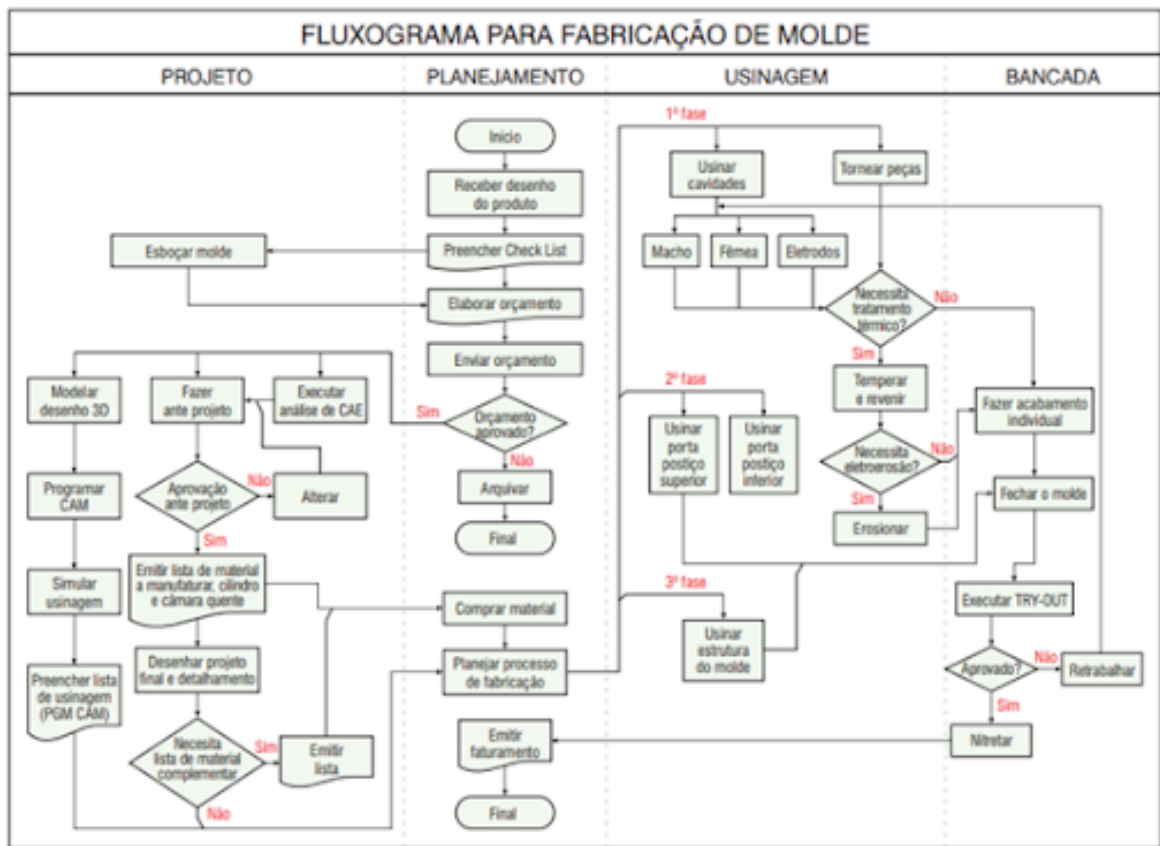 FLUXOGRAMA PARA FABRICAÇÃO DE MOLDE
PROJETO
PLANEJAMENTO
USINAGEM
BANCADA
Início
Receber desenho
do produto
Preencher Check List
Esboçar molde
Elaborar orçamento
Enviar orçamento
Orçamento
aprovado?
Sim
Não
Arquivar
Final
Modelar
desenho 3D
Fazer
ante projeto
Executar
análise de CAE
Programar
CAM
Aprovação
ante projeto
Não
Alterar
Sim
Simular
usinagem
Emitir lista de material
a manufaturar, cilindro
e câmara quente
Preencher lista
de usinagem
(PGM CAM)
Desenhar projeto
final e detalhamento
Necessita
lista de material
complementar
Sim
Emitir
lista
Não
Comprar material
Planejar processo
de fabricação
Emitir
faturamento
Final
1ª fase
Usinar
cavidades
Tornear peças
Macho
Fêmea
Eletrodos
Necessita
tratamento
térmico?
Não
Sim
Temperar
e revenir
2ª fase
Usinar
porta
postiço
superior
Usinar
porta
postiço
inferior
Necessita
eletroerosão?
Não
Sim
Erosionar
3ª fase
Usinar
estrutura
do molde
Fazer acabamento
individual
Fechar o molde
Executar TRY-OUT
Aprovado?
Não
Retrabalhar
Sim
Nitretar